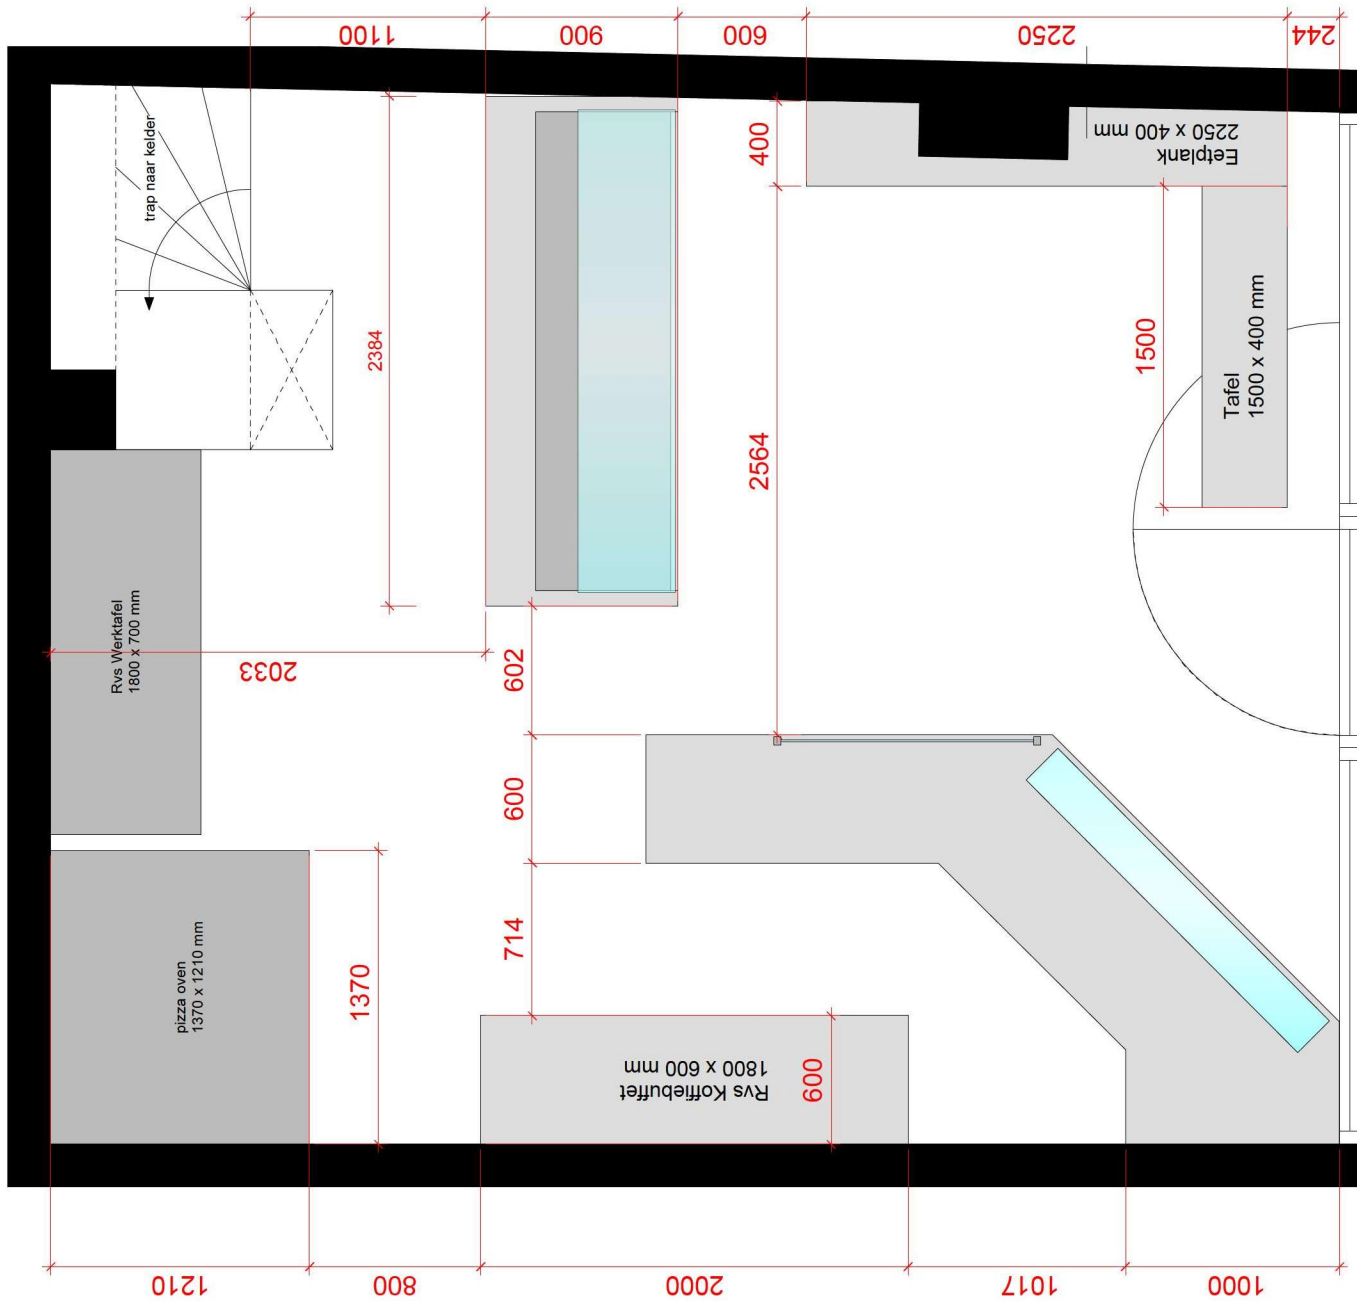 1100
900
600
2250
244
trap naar kelder
400
Eetplank
2250 x 400 mm
2384
1500
Tafel
1500 x 400 mm
2564
Rvs Werktafel
1800 x 700 mm
2033
602
600
714
pizza oven
1370 x 1210 mm
1370
Rvs Koffiebuffet
1800 x 600 mm
600
1210
800
2000
1017
1000